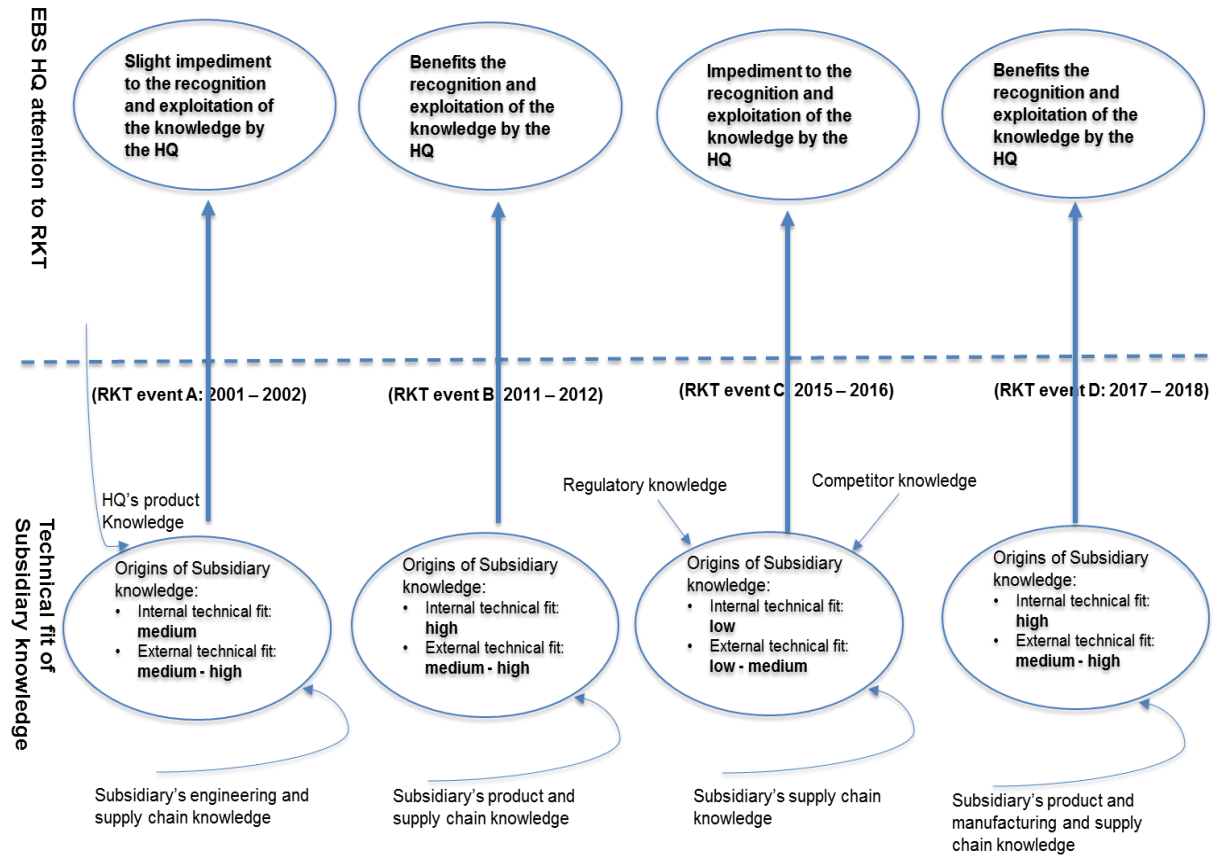 EBS HQ attention to RKT
Slight impediment
to the recognition
and exploitation of
the knowledge by
the HQ
Benefits the
recognition and
exploitation of the
knowledge by the
HQ
Impediment to the
recognition and
exploitation of the
knowledge by the
HQ
Benefits the
recognition and
exploitation of the
knowledge by the
HQ
(RKT event A: 2001 – 2002)
(RKT event B: 2011 – 2012)
(RKT event C: 2015 – 2016)
(RKT event D: 2017 – 2018)
Technical fit of
Subsidiary knowledge
HQ's product
Knowledge
Regulatory knowledge
Competitor knowledge
Origins of Subsidiary
knowledge:
• Internal technical fit:
medium
• External technical fit:
medium - high
Origins of Subsidiary
knowledge:
• Internal technical fit:
high
• External technical fit:
medium - high
Origins of Subsidiary
knowledge:
• Internal technical fit:
low
• External technical fit:
low - medium
Origins of Subsidiary
knowledge:
• Internal technical fit:
high
• External technical fit:
medium - high
Subsidiary's engineering and
supply chain knowledge
Subsidiary's product and
supply chain knowledge
Subsidiary's supply chain
knowledge
Subsidiary's product and
manufacturing and supply
chain knowledge